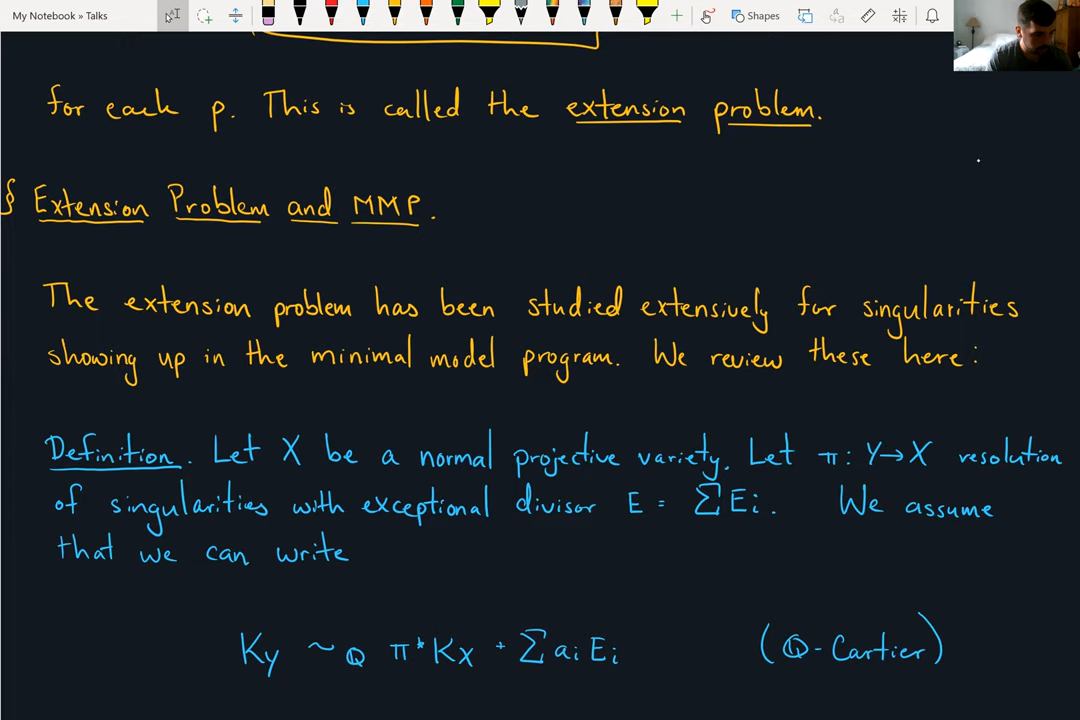 My Notebook » Talks
Shapes
for each p. This is called the extension problem.
§ Extension Problem and MMP.
The extension problem has been studied extensively for singularities
showing up in the minimal model program. We review these here:
Definition. Let X be a normal projective variety. Let π: Y→X resolution
of singularities with exceptional divisor E = ∑Ei. We assume
that we can write
Ky ~ℚ π*Kx + ∑aiEi (ℚ-Cartier)